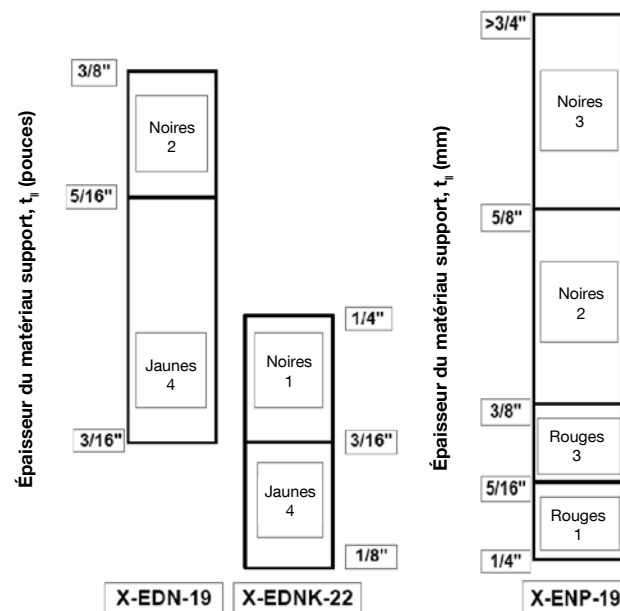 Épaisseur du matériau support, t_II (pouces)
3/8"
5/16"
3/16"
Noires
2
Jaunes
4
X-EDN-19
1/4"
3/16"
1/8"
Noires
1
Jaunes
4
X-EDNK-22
Épaisseur du matériau support, t_II (mm)
>3/4"
5/8"
3/8"
5/16"
1/4"
Noires
3
Noires
2
Rouges
3
Rouges
1
X-ENP-19